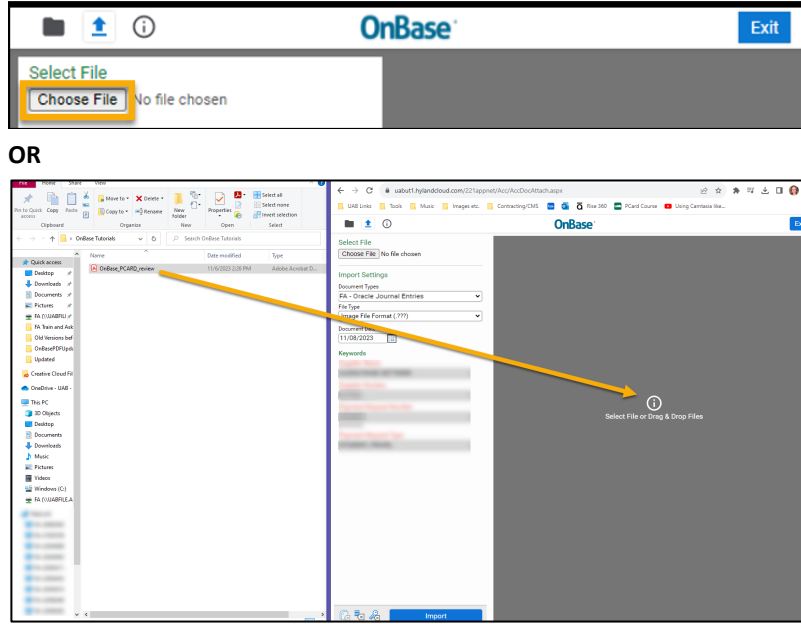 OnBase
Exit
Select File
Choose File No file chosen
OR
File Home Share View
Pin to Quick access
Copy
Paste
Move to
Copy to
Delete
Rename
New folder
Properties
Select all
Select none
Invert selection
Clipboard
Organize
New
Open
Select
OnBase Tutorials
Search OnBase Tutorials
Name
Date modified
Type
OnBase_PCARD_review
11/6/2023 2:26 PM
Adobe Acrobat D...
Quick access
Desktop
Downloads
Documents
Pictures
FA (\\UABFILI
FA Train and Ask
Old Versions bef
OnBasePDFUpda
Updated
Creative Cloud Fil
OneDrive - UAB -
This PC
3D Objects
Desktop
Documents
Downloads
Music
Pictures
Videos
Windows (C:)
FA (\\UABFILE.A
uabut1.hylandcloud.com/221appnet/Acc/AccDocAttach.aspx
UAB Links Tools Music Images etc. Contracting/CMS Rise 360 PCard Course Using Camtasia like...
OnBase
Select File
Choose File No file chosen
Import Settings
Document Types
FA - Oracle Journal Entries
File Type
Image File Format (.???)
Document Da
11/08/2023
Keywords
Select File or Drag & Drop Files
Import